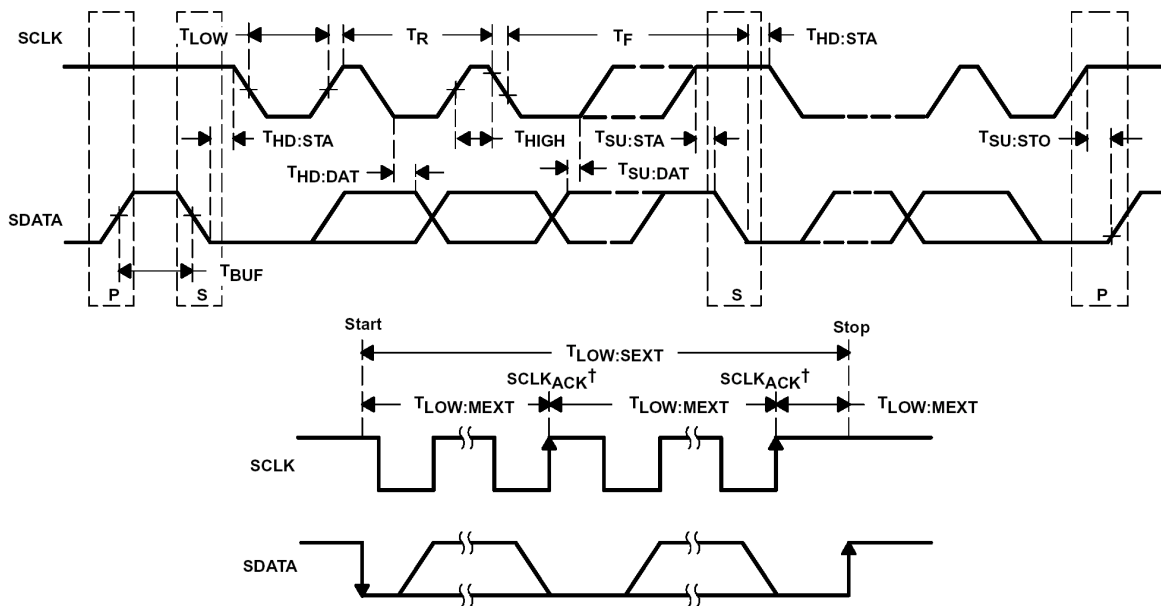 SCLK
TLOW
TR
TF
THD:STA
THD:STA
THIGH
TSU:STA
TSU:STO
THD:DAT
TSU:DAT
SDATA
TBUF
P
S
S
P
Start
Stop
TLOW:SEXT
SCLKACK†
SCLKACK†
TLOW:MEXT
TLOW:MEXT
TLOW:MEXT
SCLK
SDATA